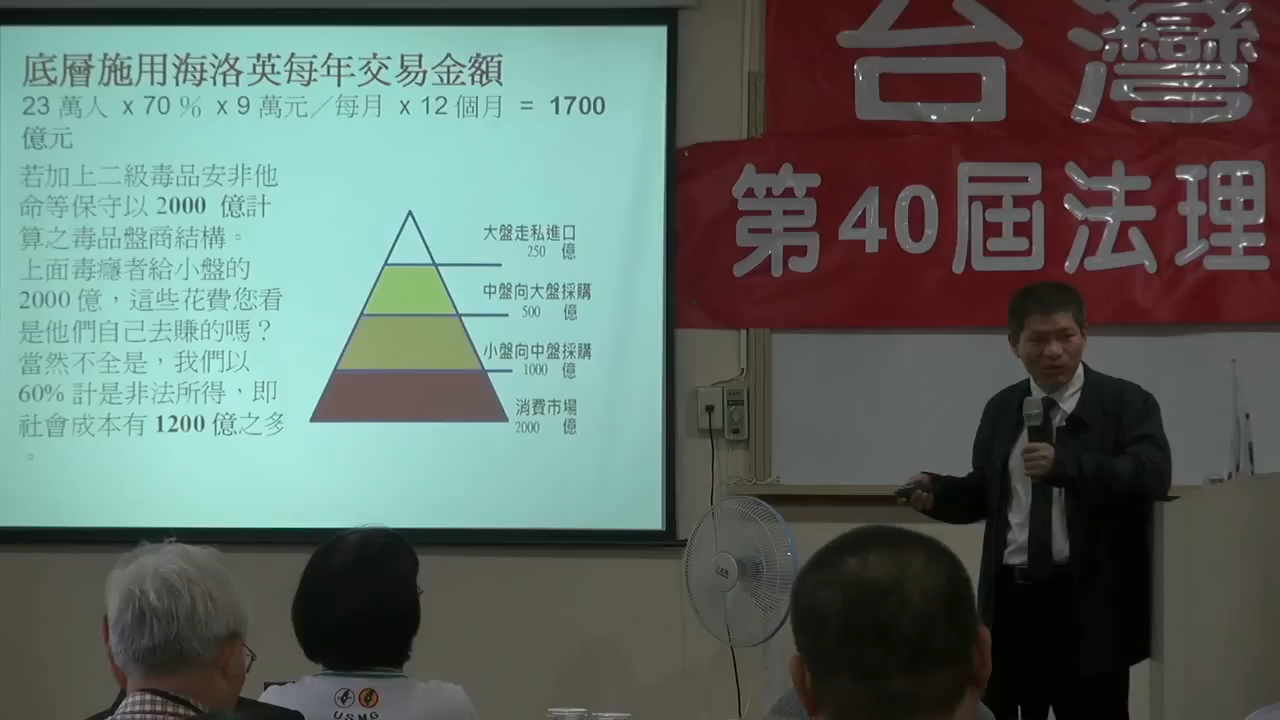 底層施用海洛英每年交易金額
23 萬人 x 70 % x 9 萬元／每月 x 12 個月 = 1700
億元
若加上二級毒品安非他
命等保守以 2000 億計
算之毒品盤商結構。
上面毒癮者給小盤的
2000 億，這些花費您看
是他們自己去賺的嗎？
當然不全是，我們以
60% 計是非法所得，即
社會成本有 1200 億之多
。
大盤走私進口
250 億
中盤向大盤採購
500 億
小盤向中盤採購
1000 億
消費市場
2000 億
台灣
第40屆法理
USMG